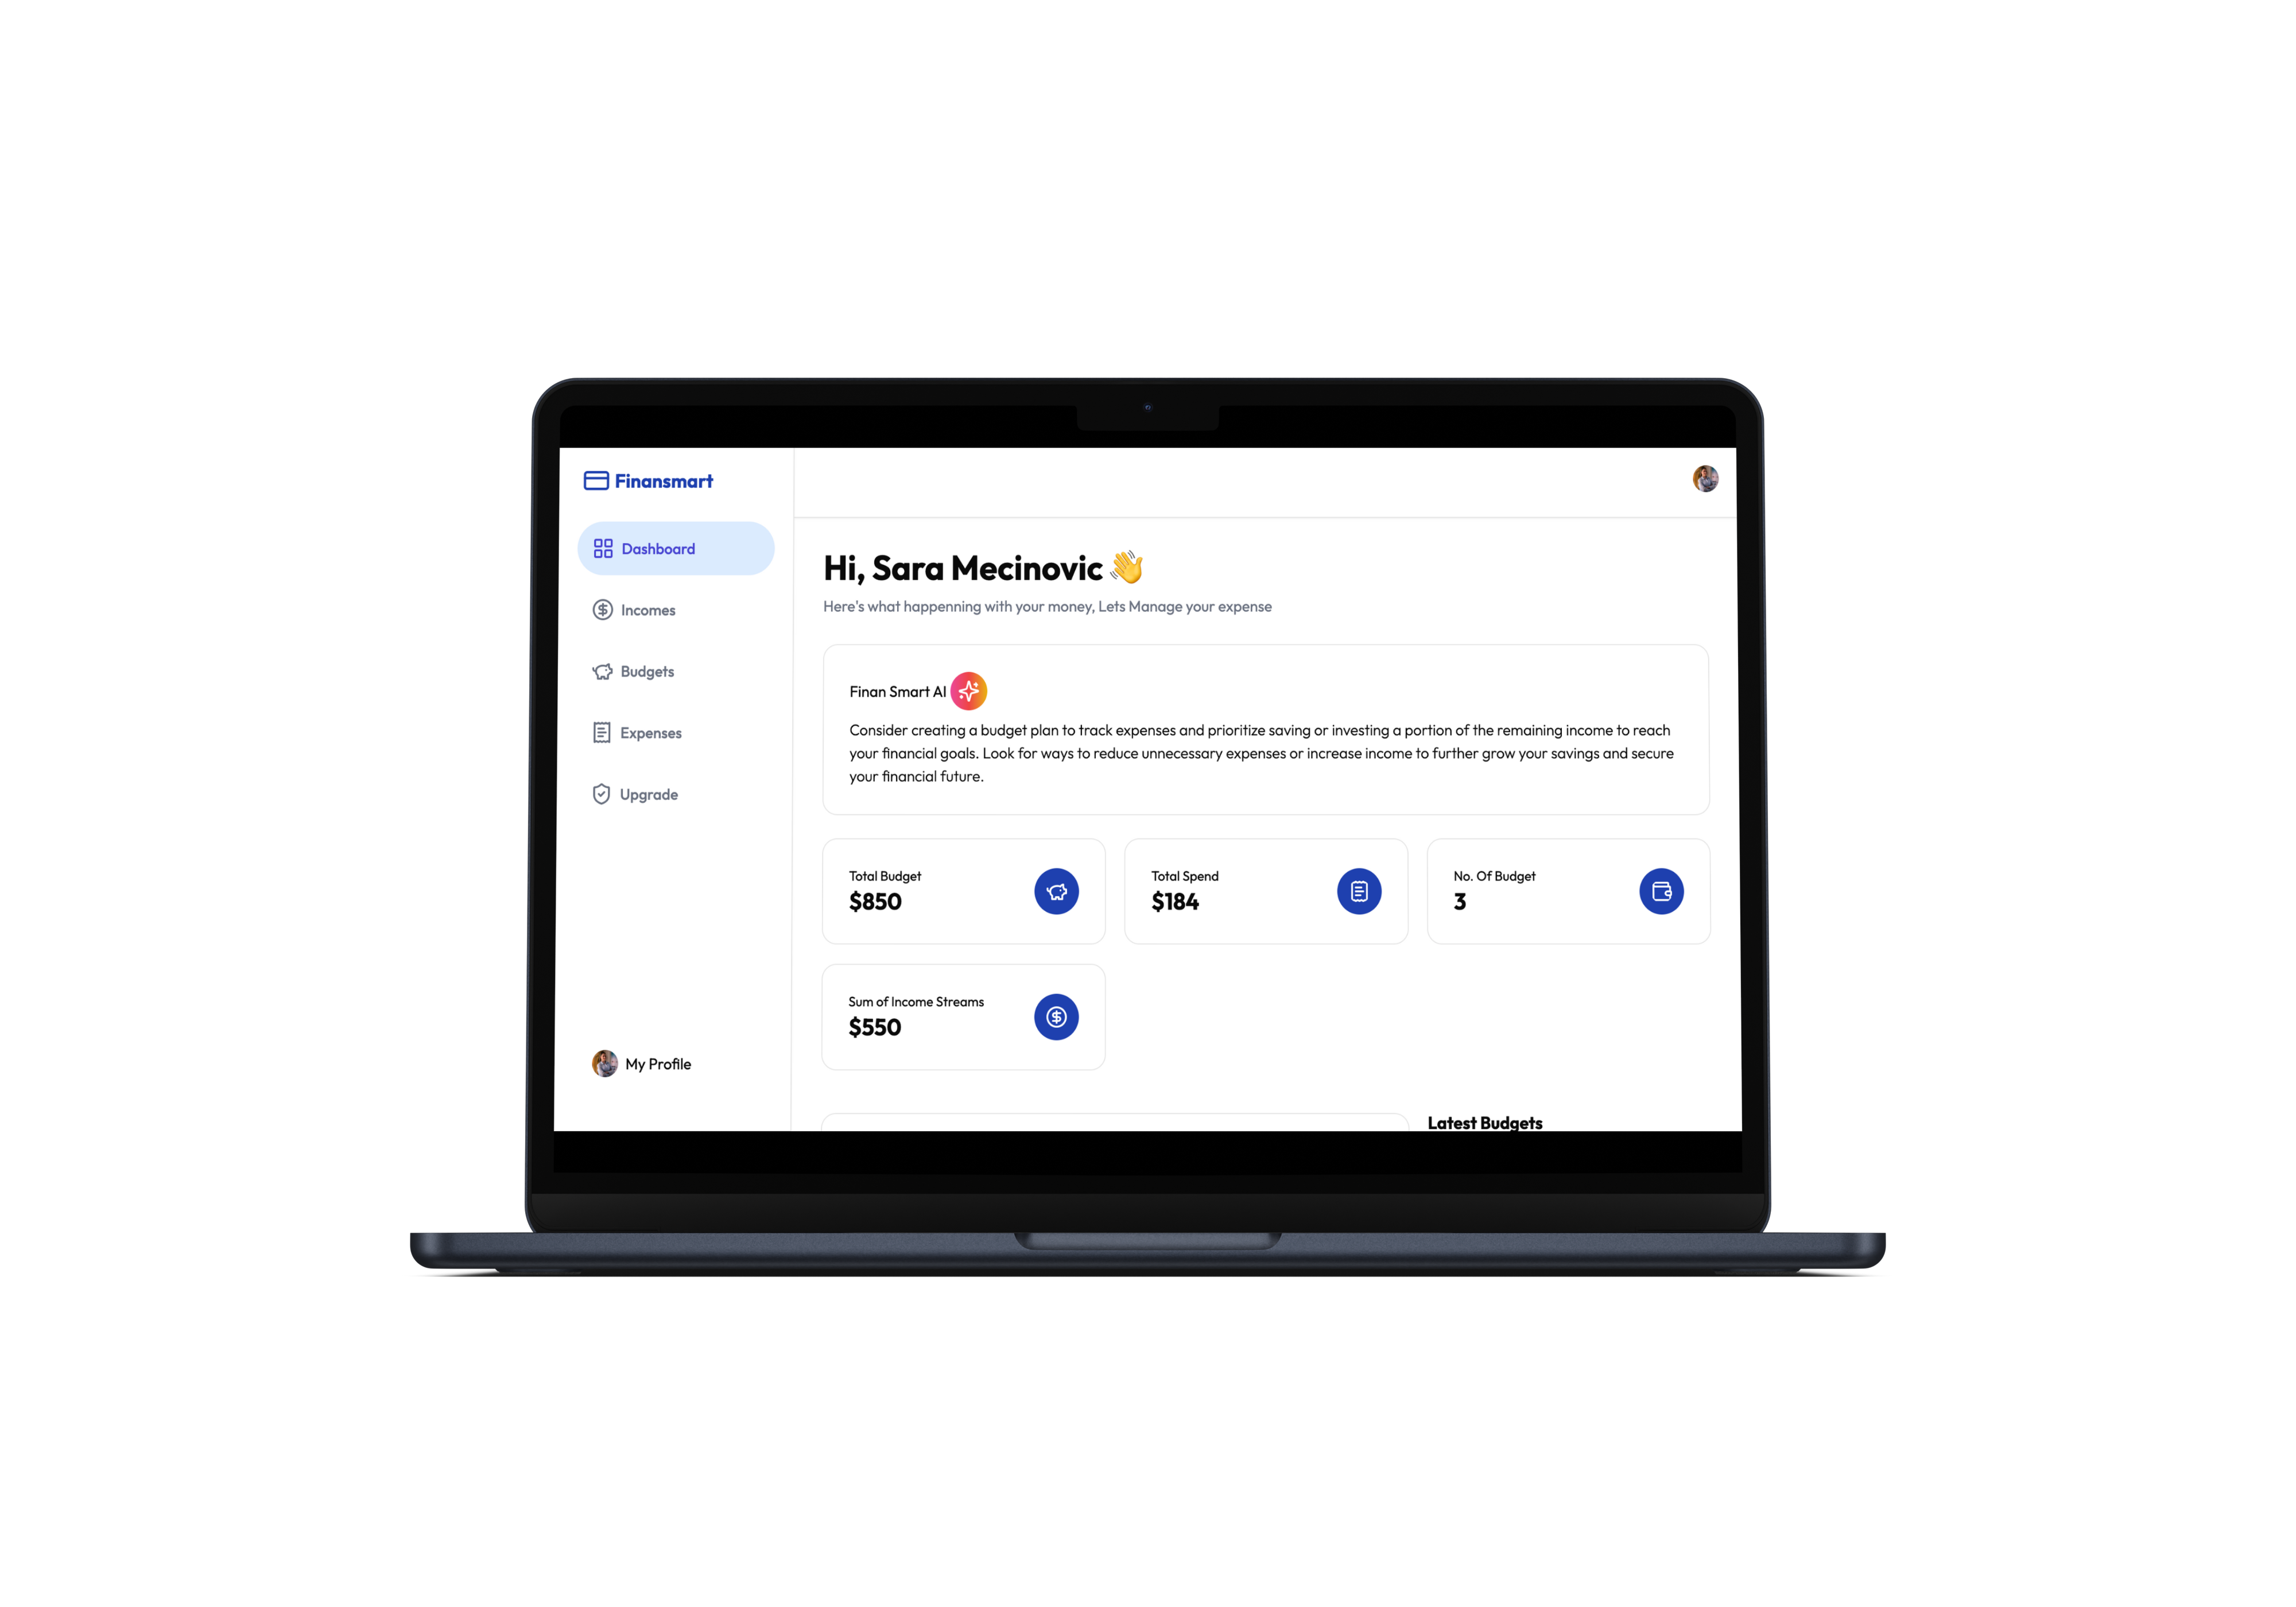 Finansmart
Dashboard
Incomes
Budgets
Expenses
Upgrade
My Profile
Hi, Sara Mecinovic 👋
Here's what happenning with your money, Lets Manage your expense
Finan Smart AI
Consider creating a budget plan to track expenses and prioritize saving or investing a portion of the remaining income to reach
your financial goals. Look for ways to reduce unnecessary expenses or increase income to further grow your savings and secure
your financial future.
Total Budget
$850
Total Spend
$184
No. Of Budget
3
Sum of Income Streams
$550
Latest Budgets